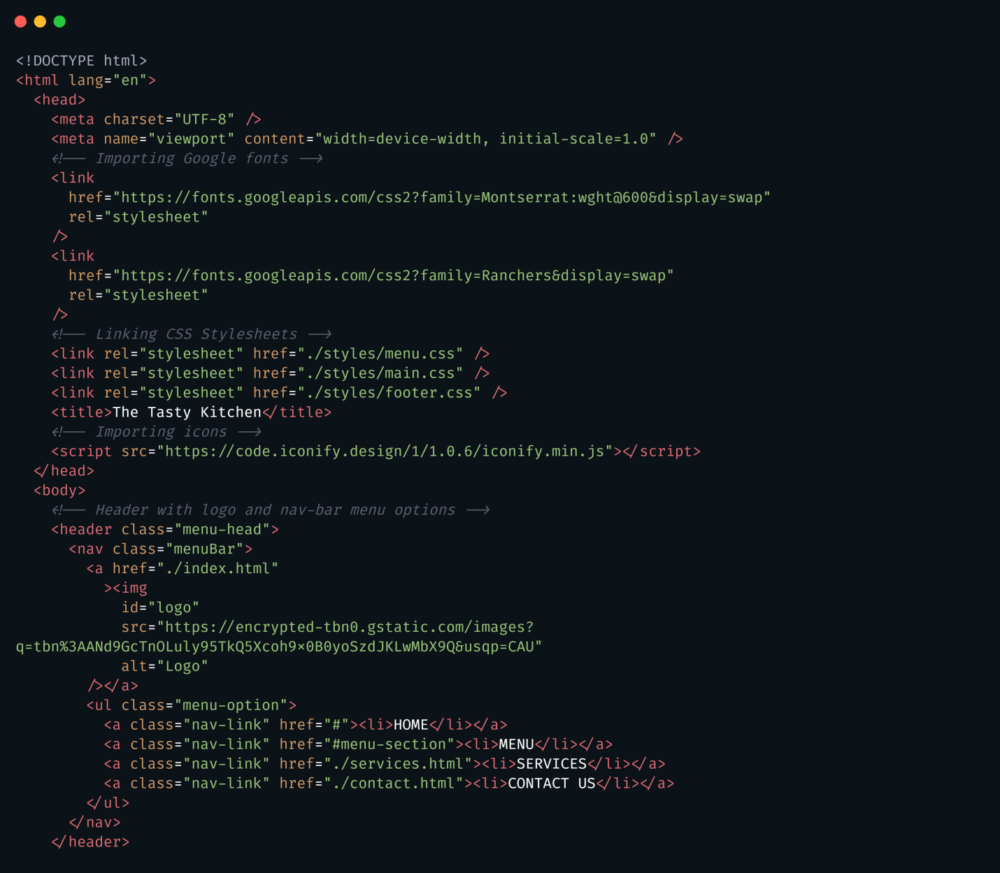 <!DOCTYPE html>
<html lang="en">
  <head>
    <meta charset="UTF-8" />
    <meta name="viewport" content="width=device-width, initial-scale=1.0" />
    <!-- Importing Google fonts -->
    <link
      href="https://fonts.googleapis.com/css2?family=Montserrat:wght@600&display=swap"
      rel="stylesheet"
    />
    <link
      href="https://fonts.googleapis.com/css2?family=Ranchers&display=swap"
      rel="stylesheet"
    />
    <!-- Linking CSS Stylesheets -->
    <link rel="stylesheet" href="./styles/menu.css" />
    <link rel="stylesheet" href="./styles/main.css" />
    <link rel="stylesheet" href="./styles/footer.css" />
    <title>The Tasty Kitchen</title>
    <!-- Importing icons -->
    <script src="https://code.iconify.design/1/1.0.6/iconify.min.js"></script>
  </head>
  <body>
    <!-- Header with logo and nav-bar menu options -->
    <header class="menu-head">
      <nav class="menuBar">
        <a href="./index.html"
          ><img
            id="logo"
            src="https://encrypted-tbn0.gstatic.com/images?
q=tbn%3AANd9GcTnOLuly95TkQ5Xcoh9x0B0yoSzdJKLwMbX9Q&usqp=CAU"
            alt="Logo"
        /></a>
        <ul class="menu-option">
          <a class="nav-link" href="#"><li>HOME</li></a>
          <a class="nav-link" href="#menu-section"><li>MENU</li></a>
          <a class="nav-link" href="./services.html"><li>SERVICES</li></a>
          <a class="nav-link" href="./contact.html"><li>CONTACT US</li></a>
        </ul>
      </nav>
    </header>